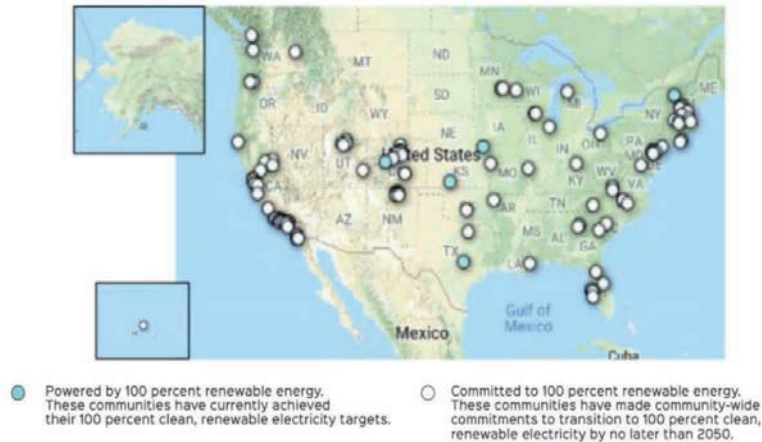 WA
MT
ND
MN
OR
ID
SD
WI
MI
ME
WY
NY
NE
IA
NV
UT
United States
IL
IN
OH
PA
MD
DE
CA
KS
MO
KY
WV
VA
AZ
NM
AR
TN
MS
AL
GA
TX
LA
Gulf of
Mexico
Mexico
Cuba
Powered by 100 percent renewable energy.
These communities have currently achieved
their 100 percent clean, renewable electricity targets.
Committed to 100 percent renewable energy.
These communities have made community-wide
commitments to transition to 100 percent clean,
renewable electricity by no later than 2050.